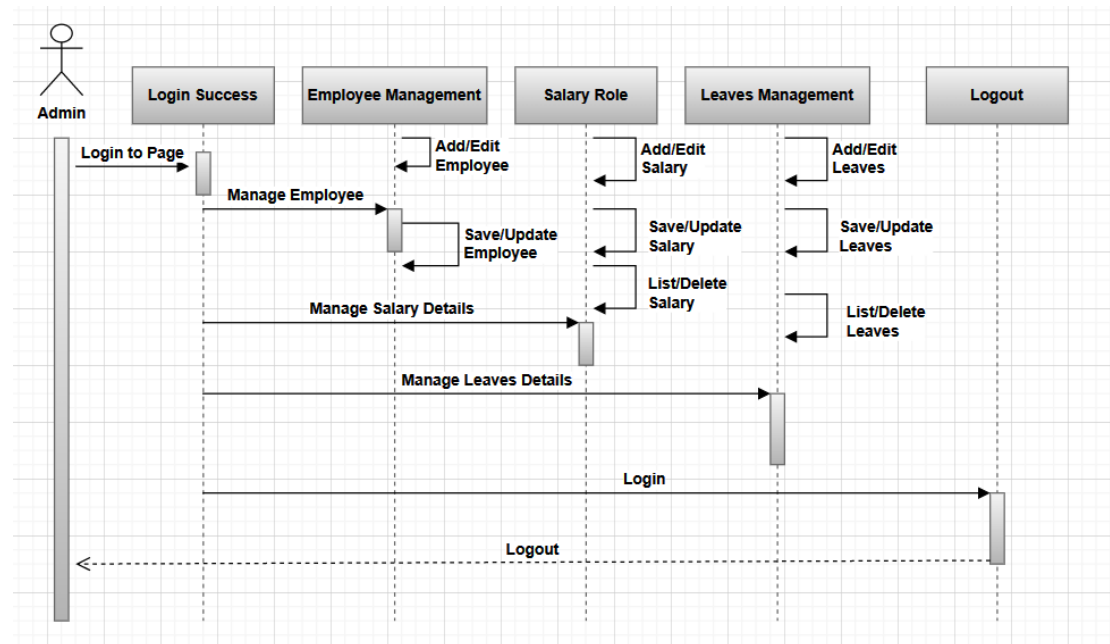 Admin
Login Success
Employee Management
Salary Role
Leaves Management
Logout
Login to Page
Add/Edit
Employee
Add/Edit
Salary
Add/Edit
Leaves
Manage Employee
Save/Update
Employee
Save/Update
Salary
Save/Update
Leaves
List/Delete
Salary
Manage Salary Details
List/Delete
Leaves
Manage Leaves Details
Login
Logout